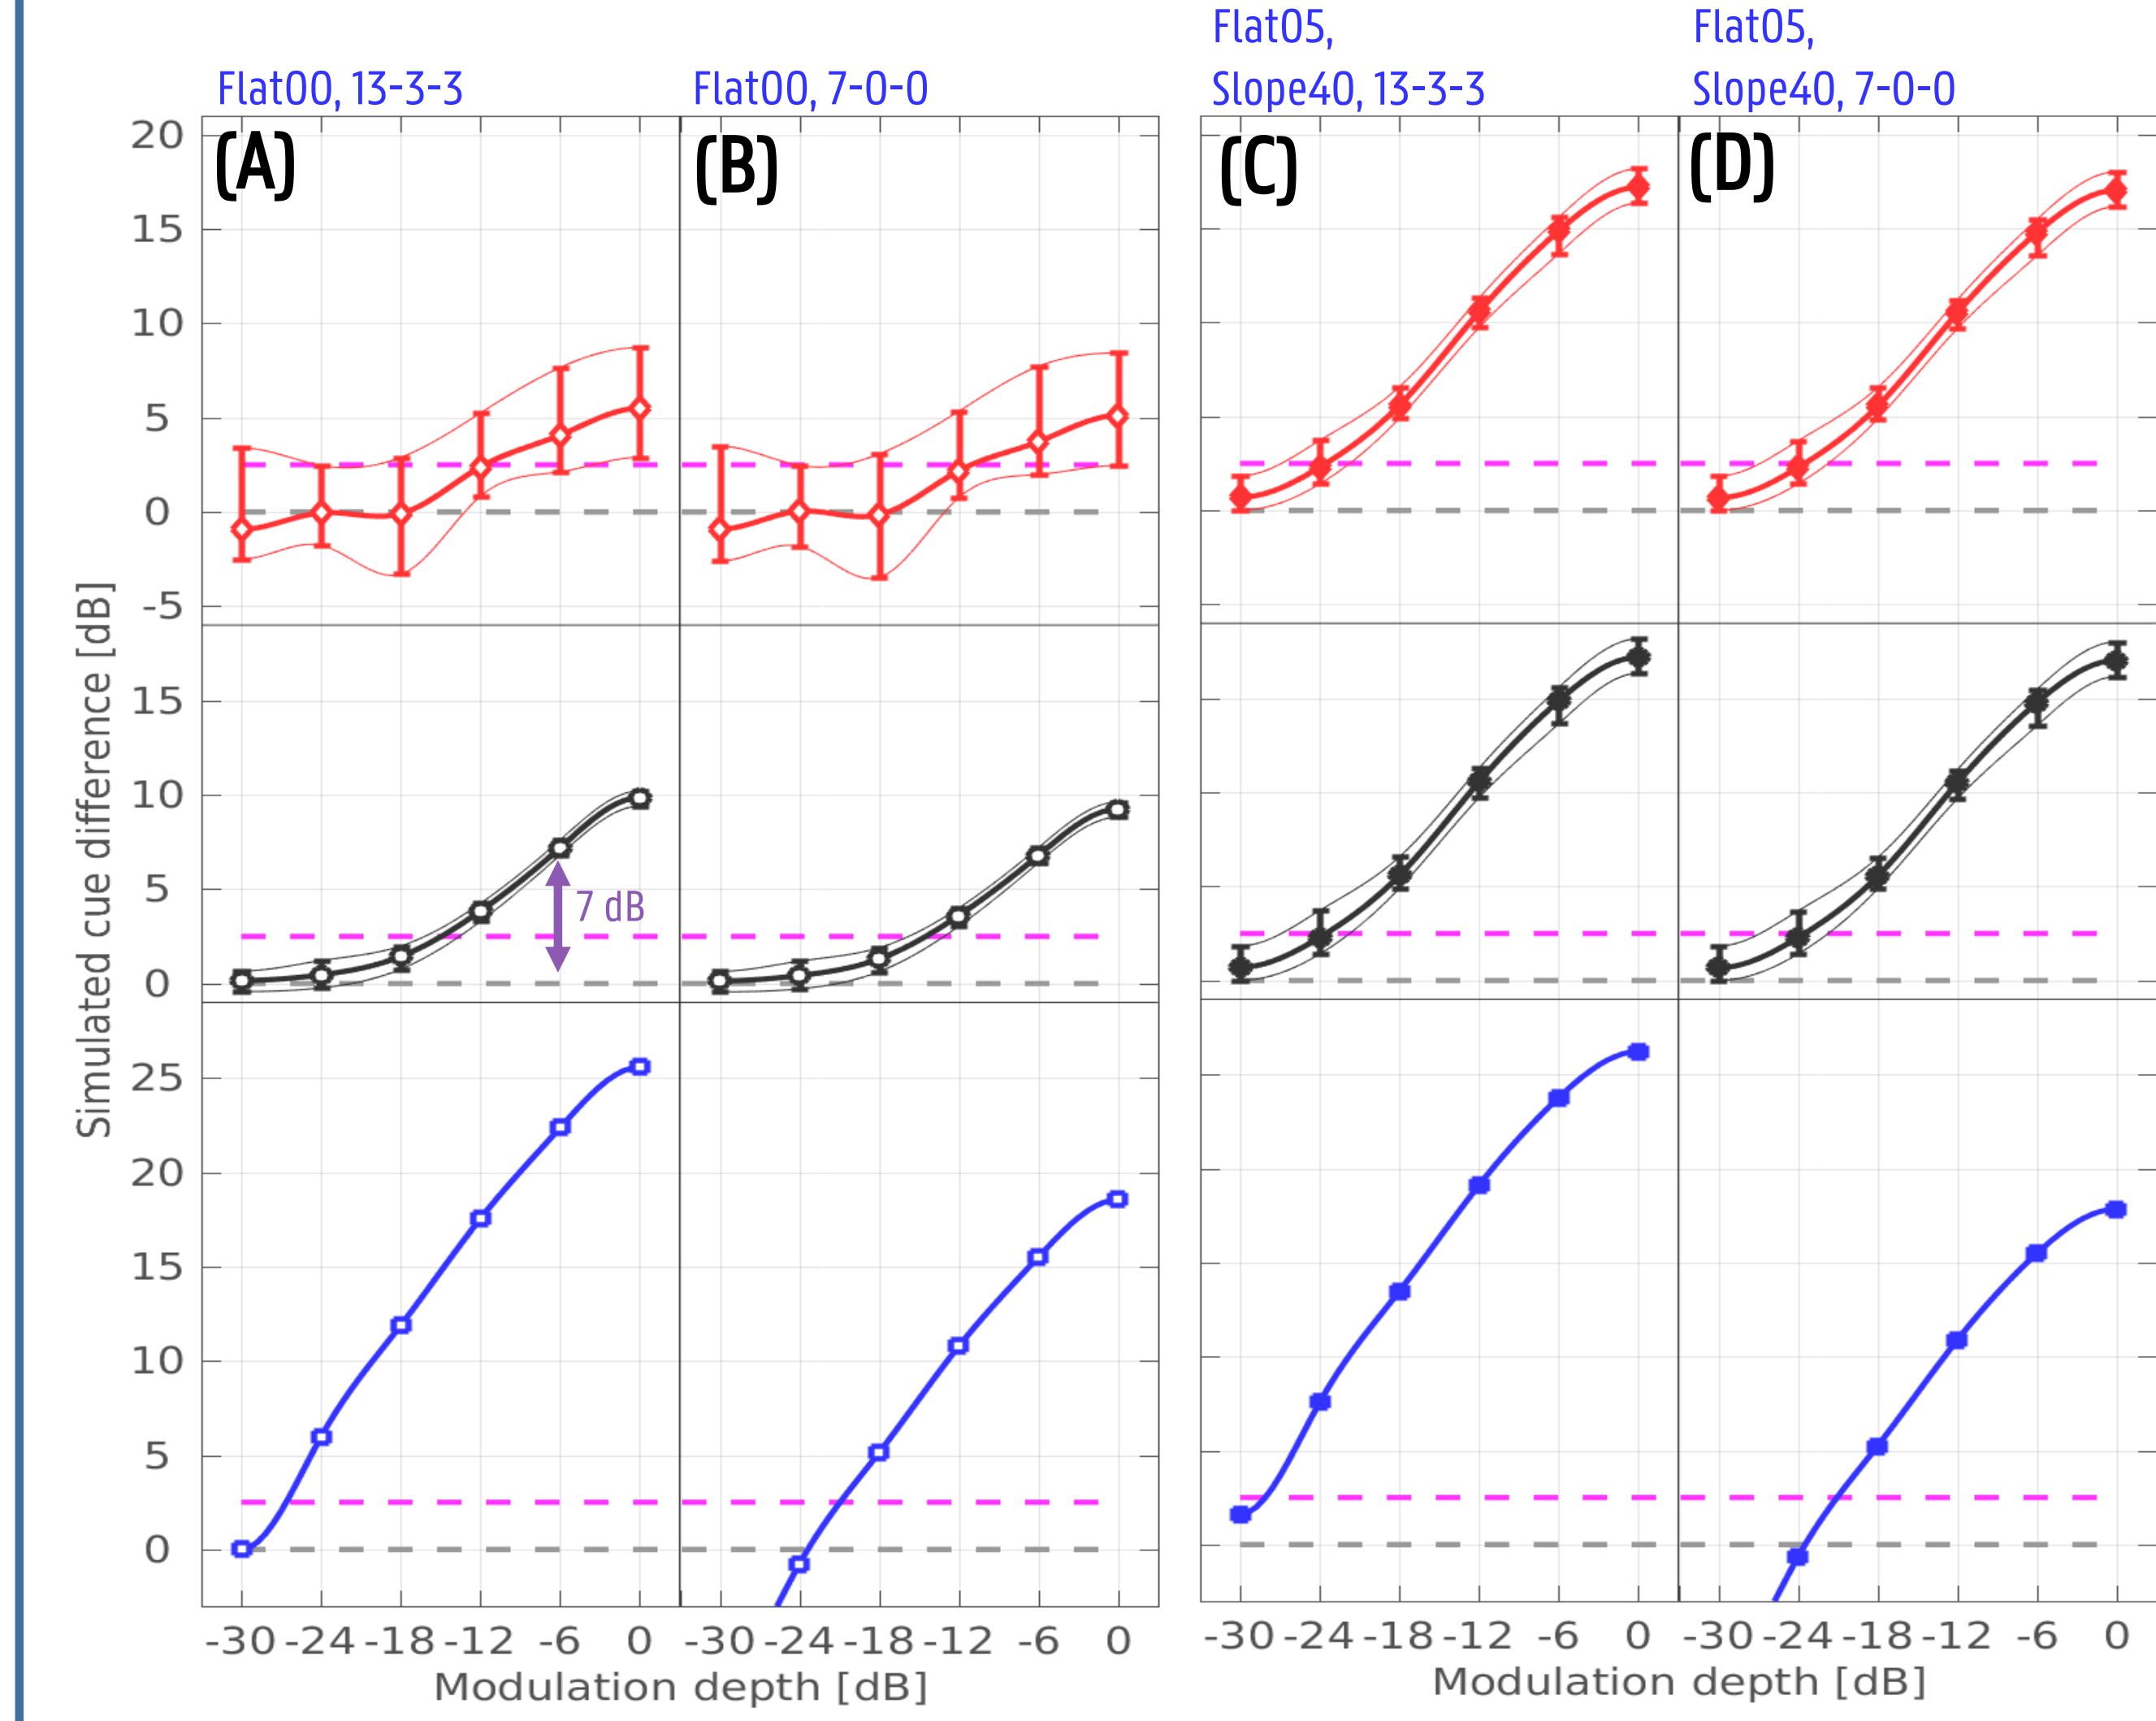 Flat00, 13-3-3
Flat00, 7-0-0
Flat05,
Slope40, 13-3-3
Flat05,
Slope40, 7-0-0
(A)
(B)
(C)
(D)
Simulated cue difference [dB]
20
15
10
5
0
-5
15
10
5
0
7 dB
25
20
15
10
5
0
-30 -24 -18 -12 -6 0 -30 -24 -18 -12 -6 0
-30 -24 -18 -12 -6 0 -30 -24 -18 -12 -6 0
Modulation depth [dB]
Modulation depth [dB]